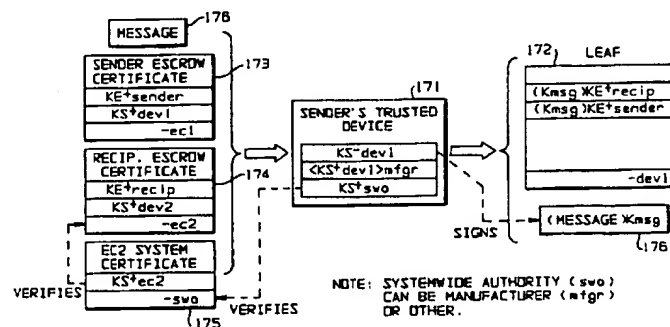 176
MESSAGE
SENDER ESCROW
CERTIFICATE
173
KE+sender
KS+dev1
-ec1
RECIP. ESCROW
CERTIFICATE
174
KE+recip
KS+dev2
-ec2
EC2 SYSTEM
CERTIFICATE
KS+ec2
-swa
VERIFIES
175
VERIFIES
171
SENDER'S TRUSTED
DEVICE
KS-dev1
<KS+dev1>mfgr
KS+swa
SIGNS
172
LEAF
(Kmsg)KE+recip
(Kmsg)KE+sender
-dev1
(MESSAGE)Kmsg
176
NOTE: SYSTEMWIDE AUTHORITY (swa)
CAN BE MANUFACTURER (mfgr)
OR OTHER.